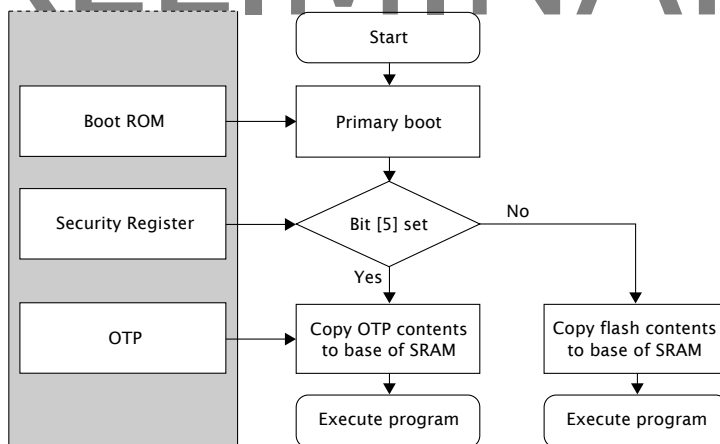 Start
Boot ROM
Primary boot
Security Register
Bit [5] set
No
Yes
OTP
Copy OTP contents
to base of SRAM
Copy flash contents
to base of SRAM
Execute program
Execute program